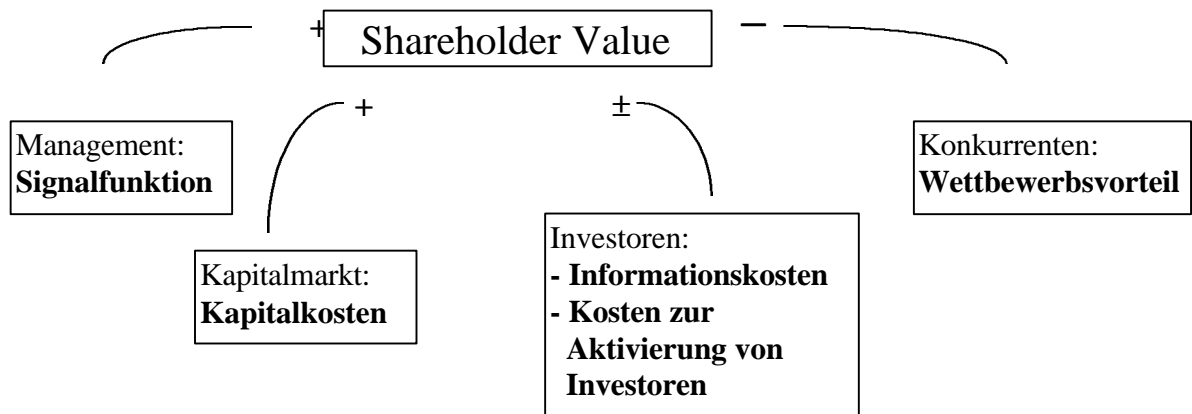 + Shareholder Value −
+ ±
Management:
Signalfunktion
Kapitalmarkt:
Kapitalkosten
Investoren:
- Informationskosten
- Kosten zur
Aktivierung von
Investoren
Konkurrenten:
Wettbewerbsvorteil